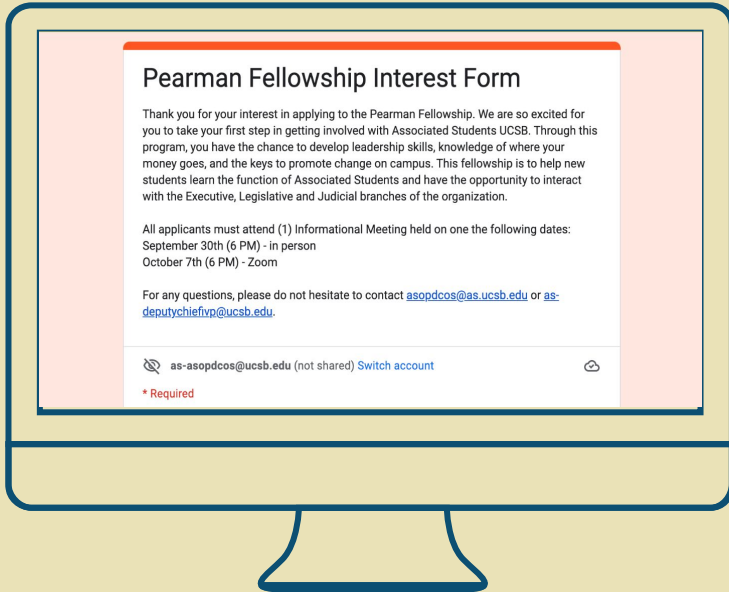 Pearman Fellowship Interest Form
Thank you for your interest in applying to the Pearman Fellowship. We are so excited for
you to take your first step in getting involved with Associated Students UCSB. Through this
program, you have the chance to develop leadership skills, knowledge of where your
money goes, and the keys to promote change on campus. This fellowship is to help new
students learn the function of Associated Students and have the opportunity to interact
with the Executive, Legislative and Judicial branches of the organization.
All applicants must attend (1) Informational Meeting held on one the following dates:
September 30th (6 PM) - in person
October 7th (6 PM) - Zoom
For any questions, please do not hesitate to contact asopdcos@as.ucsb.edu or as-
deputychiefivp@ucsb.edu.
as-asopdcos@ucsb.edu (not shared) Switch account
* Required